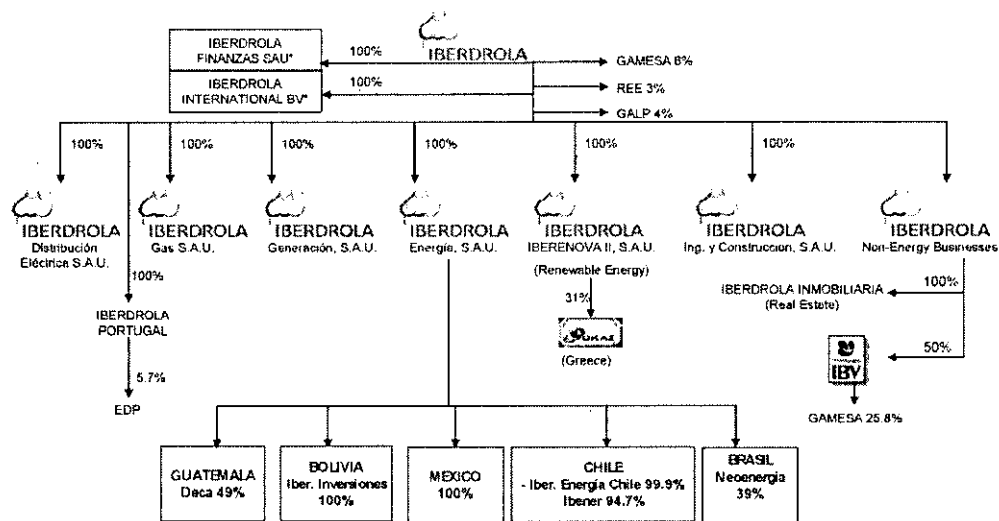 IBERDROLA
FINANZAS SAU*
100%
IBERDROLA
GAMESA 6%
IBERDROLA
INTERNATIONAL BV*
100%
REE 3%
GALP 4%
100%
100%
100%
100%
100%
100%
100%
IBERDROLA
Distribución
Eléctrica S.A.U.
IBERDROLA
Gas S.A.U.
IBERDROLA
Generación, S.A.U.
IBERDROLA
Energía, S.A.U.
IBERDROLA
IBERENOVA II, S.A.U.
(Renewable Energy)
IBERDROLA
Ing. y Construccion, S.A.U.
IBERDROLA
Non-Energy Businesses
100%
IBERDROLA
PORTUGAL
5.7%
EDP
31%
(Greece)
100%
IBERDROLA INMOBILIARIA
(Real Estate)
50%
IBV
GAMESA 25.8%
GUATEMALA
Deca 49%
BOLIVIA
Iber. Inversiones
100%
MEXICO
100%
CHILE
- Iber. Energía Chile 99.9%
Ibener 94.7%
BRASIL
Neoenergia
39%